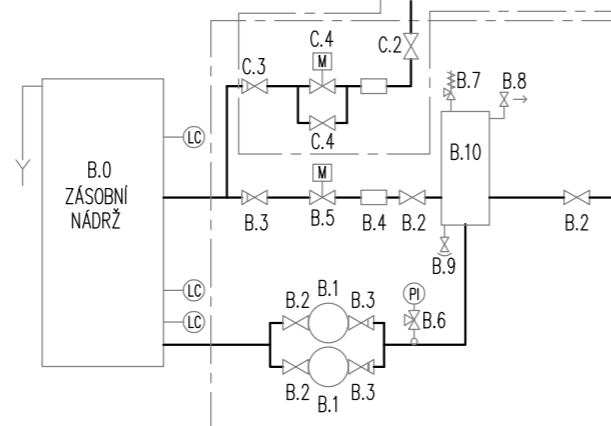 C.4
C.2
C.3
M
B.7
B.8
LC
C.4
B.10
B.0
ZÁSOBNÍ
NÁDRŽ
M
B.3
B.5
B.4
B.2
B.2
B.9
LC
PI
B.2
B.1
B.3
LC
B.6
B.2
B.3
B.1